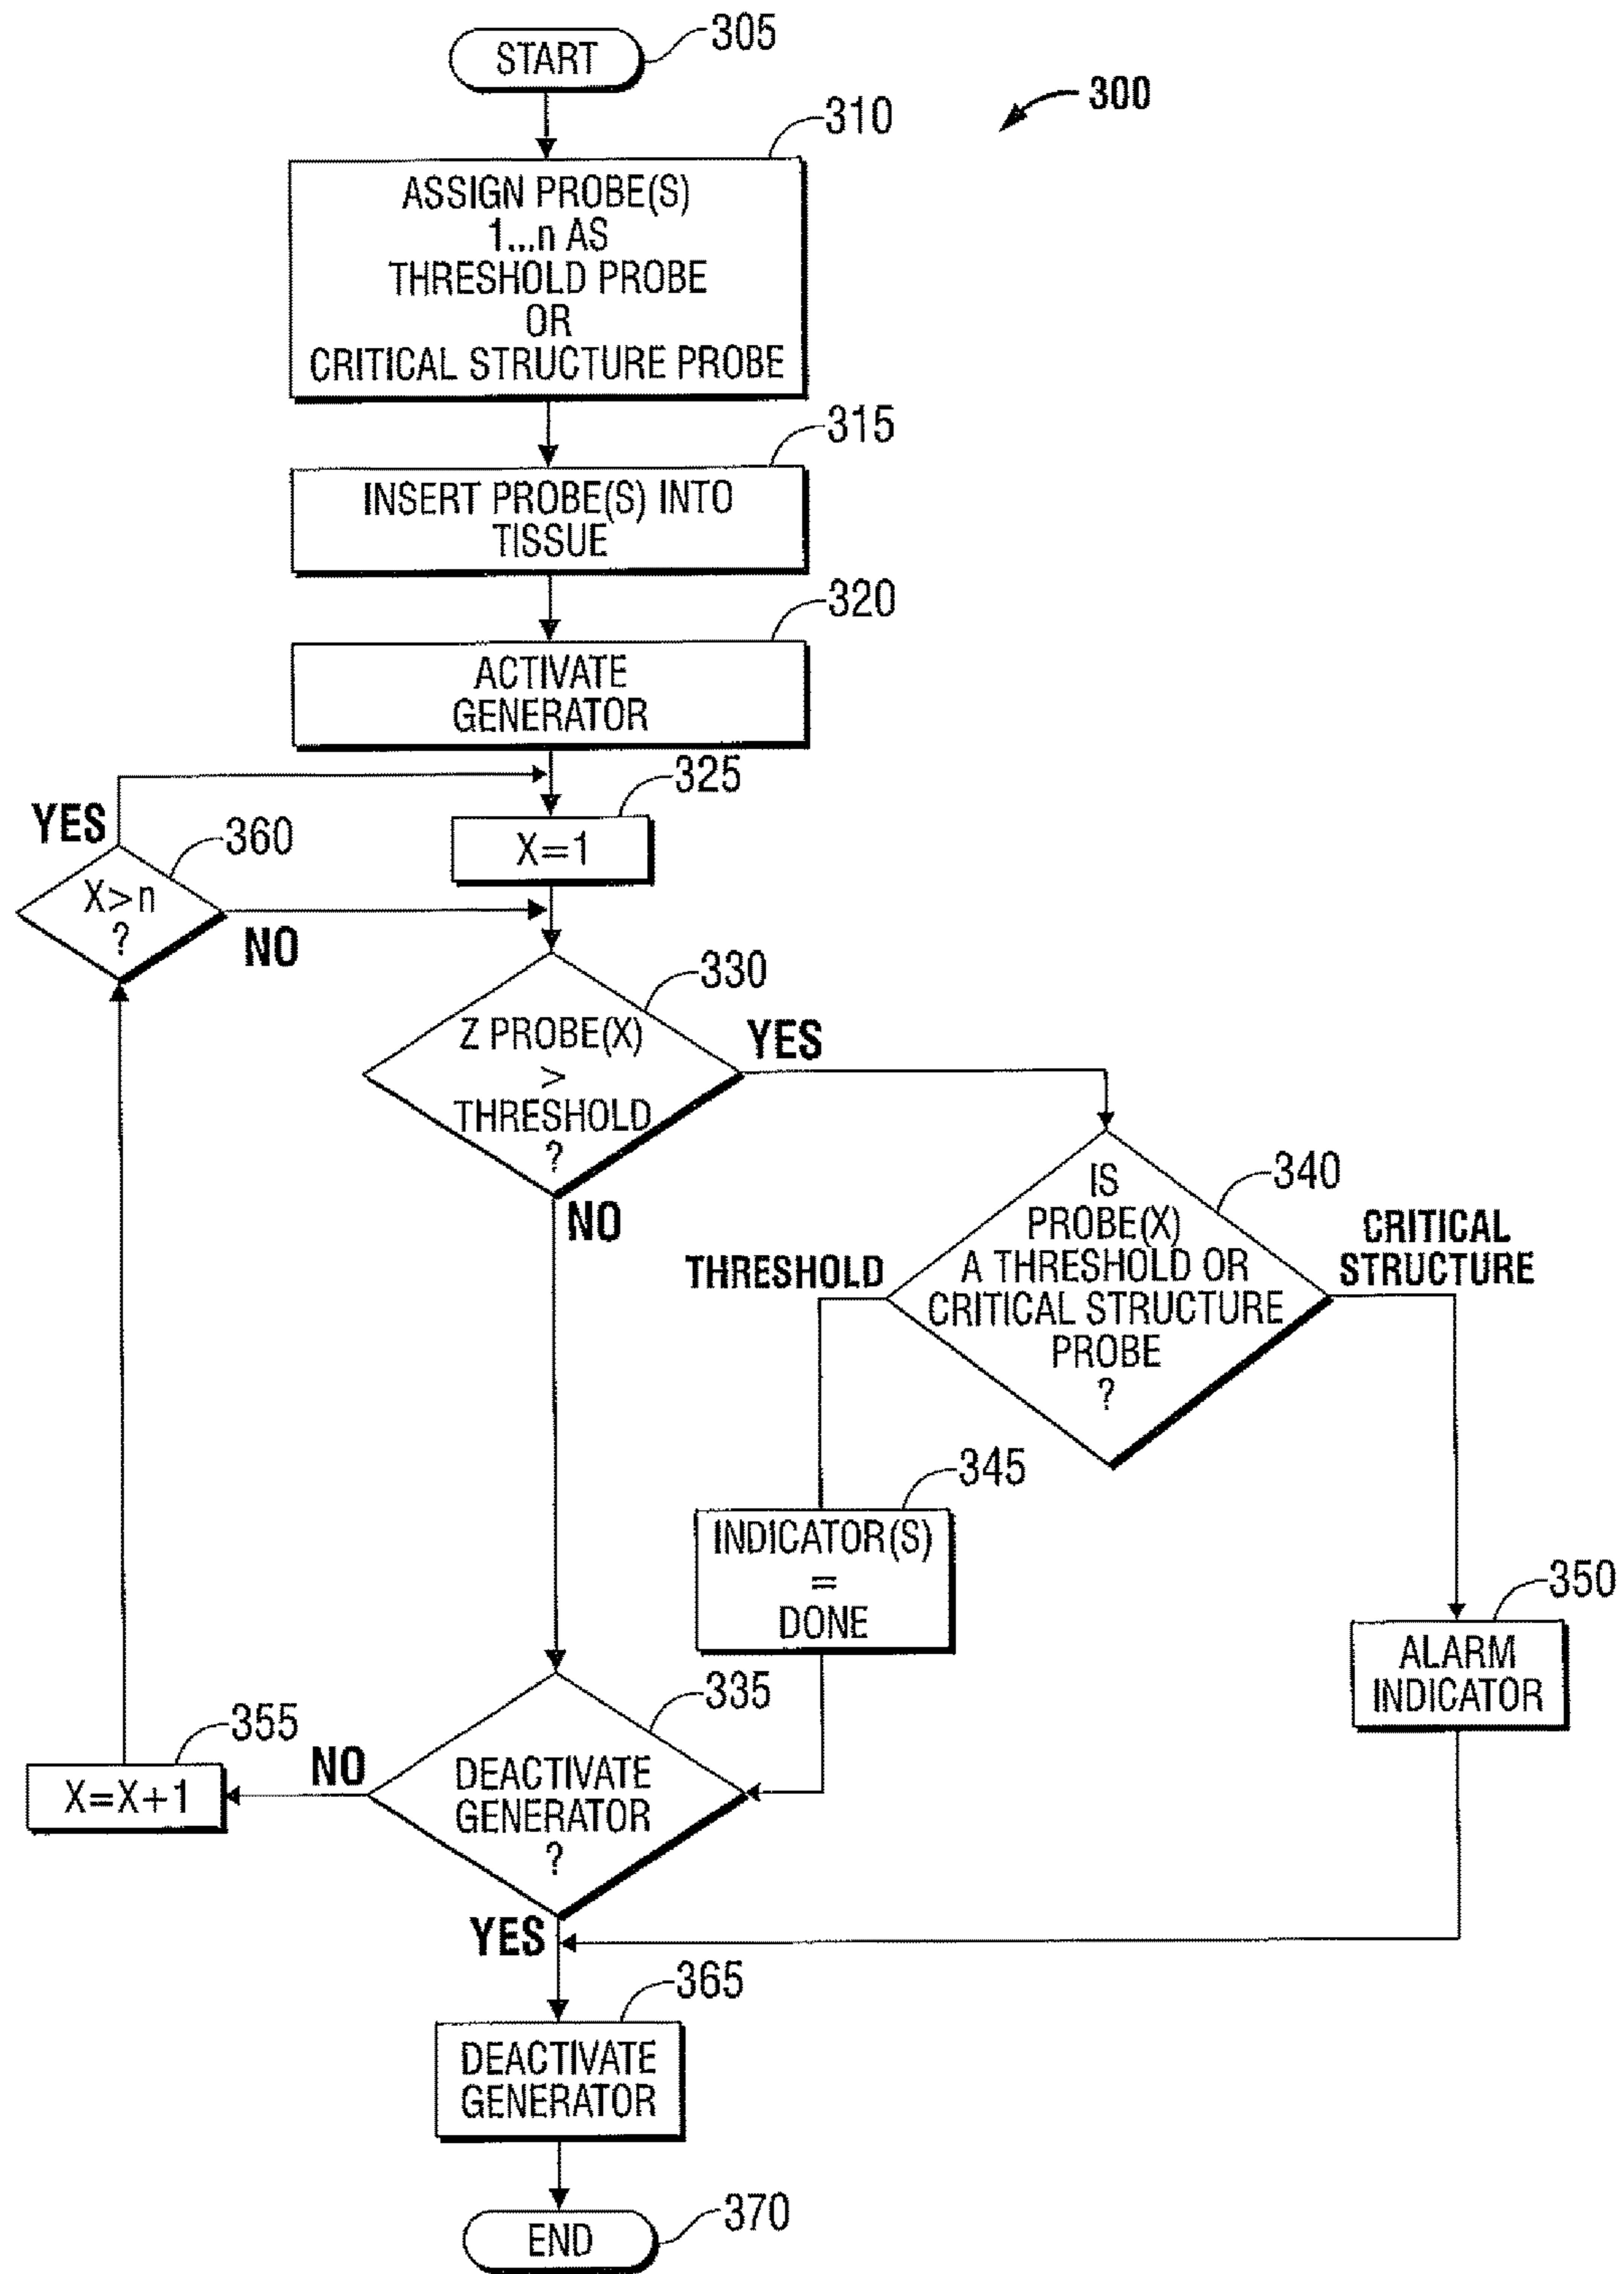 START
305
300
310
ASSIGN PROBE(S)
1...n AS
THRESHOLD PROBE
OR
CRITICAL STRUCTURE PROBE
315
INSERT PROBE(S) INTO
TISSUE
320
ACTIVATE
GENERATOR
325
X=1
YES
360
X>n
?
NO
330
Z PROBE(X)
>
THRESHOLD
?
YES
NO
340
IS
PROBE(X)
A THRESHOLD OR
CRITICAL STRUCTURE
PROBE
?
THRESHOLD
CRITICAL
STRUCTURE
345
INDICATOR(S)
=
DONE
350
ALARM
INDICATOR
335
DEACTIVATE
GENERATOR
?
NO
355
X=X+1
YES
365
DEACTIVATE
GENERATOR
END
370